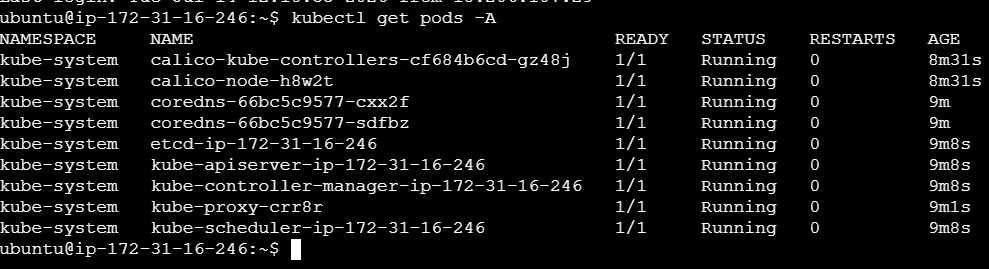 ubuntu@ip-172-31-16-246:~$ kubectl get pods -A
NAMESPACE NAME READY STATUS RESTARTS AGE
kube-system calico-kube-controllers-cf684b6cd-gz48j 1/1 Running 0 8m31s
kube-system calico-node-h8w2t 1/1 Running 0 8m31s
kube-system coredns-66bc5c9577-cxx2f 1/1 Running 0 9m
kube-system coredns-66bc5c9577-sdfbz 1/1 Running 0 9m
kube-system etcd-ip-172-31-16-246 1/1 Running 0 9m8s
kube-system kube-apiserver-ip-172-31-16-246 1/1 Running 0 9m8s
kube-system kube-controller-manager-ip-172-31-16-246 1/1 Running 0 9m8s
kube-system kube-proxy-crr8r 1/1 Running 0 9m1s
kube-system kube-scheduler-ip-172-31-16-246 1/1 Running 0 9m8s
ubuntu@ip-172-31-16-246:~$